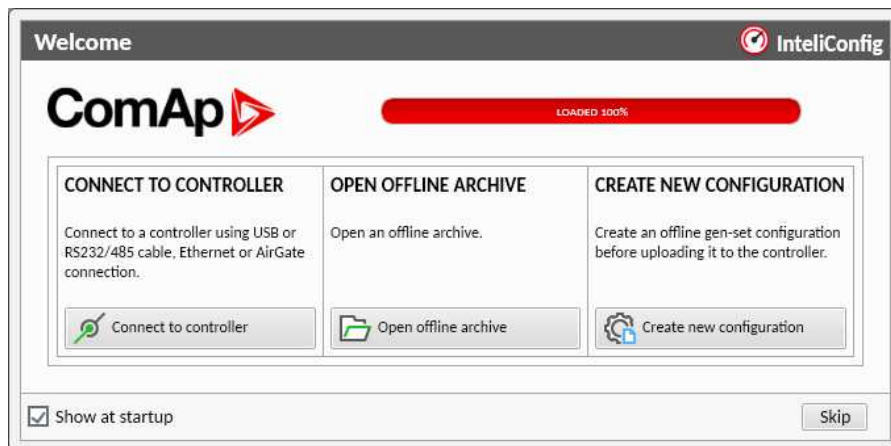 Welcome
InteliConfig
ComAp
LOADED 100%
CONNECT TO CONTROLLER
Connect to a controller using USB or
RS232/485 cable, Ethernet or AirGate
connection.
Connect to controller
OPEN OFFLINE ARCHIVE
Open an offline archive.
Open offline archive
CREATE NEW CONFIGURATION
Create an offline gen-set configuration
before uploading it to the controller.
Create new configuration
Show at startup
Skip